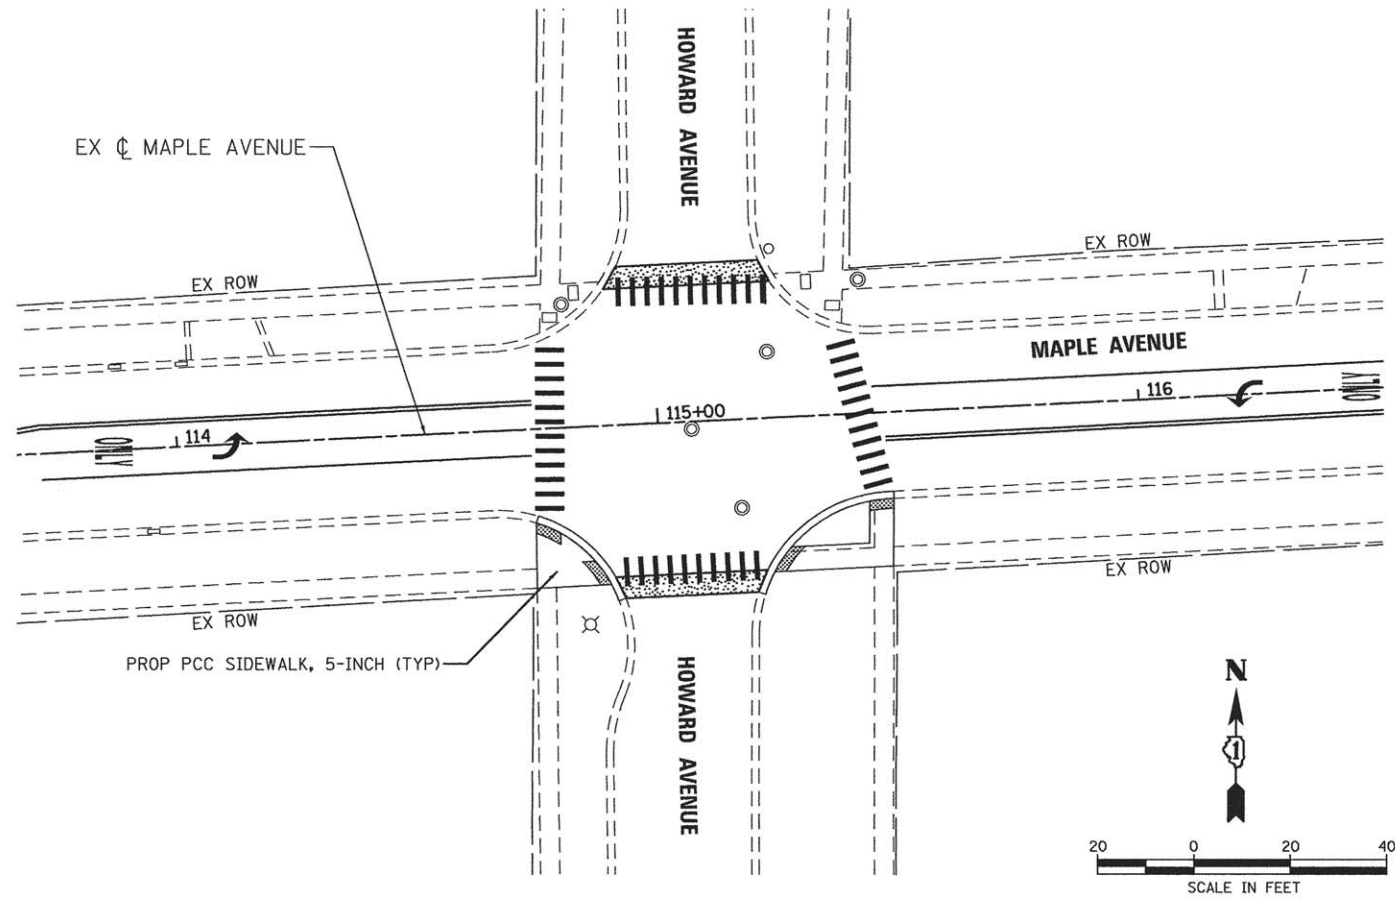 HOWARD AVENUE
EX ℄ MAPLE AVENUE
EX ROW
EX ROW
MAPLE AVENUE
ONLY
116
115+00
114
ONLY
EX ROW
EX ROW
PROP PCC SIDEWALK, 5-INCH (TYP)
HOWARD AVENUE
N
1
20 0 20 40
SCALE IN FEET